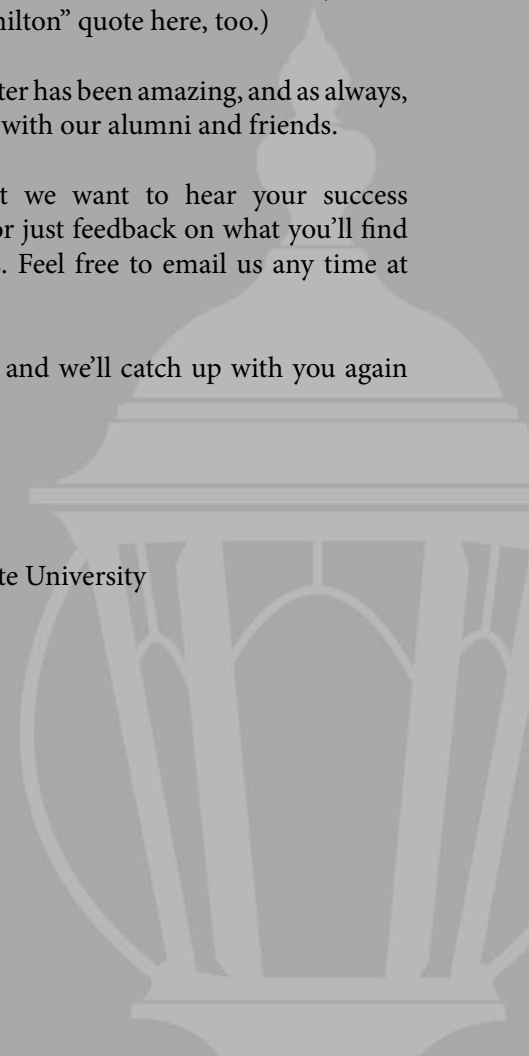 nilton” quote here, too.)
ter has been amazing, and as always,
with our alumni and friends.
t we want to hear your success
or just feedback on what you’ll find
. Feel free to email us any time at
and we’ll catch up with you again
te University